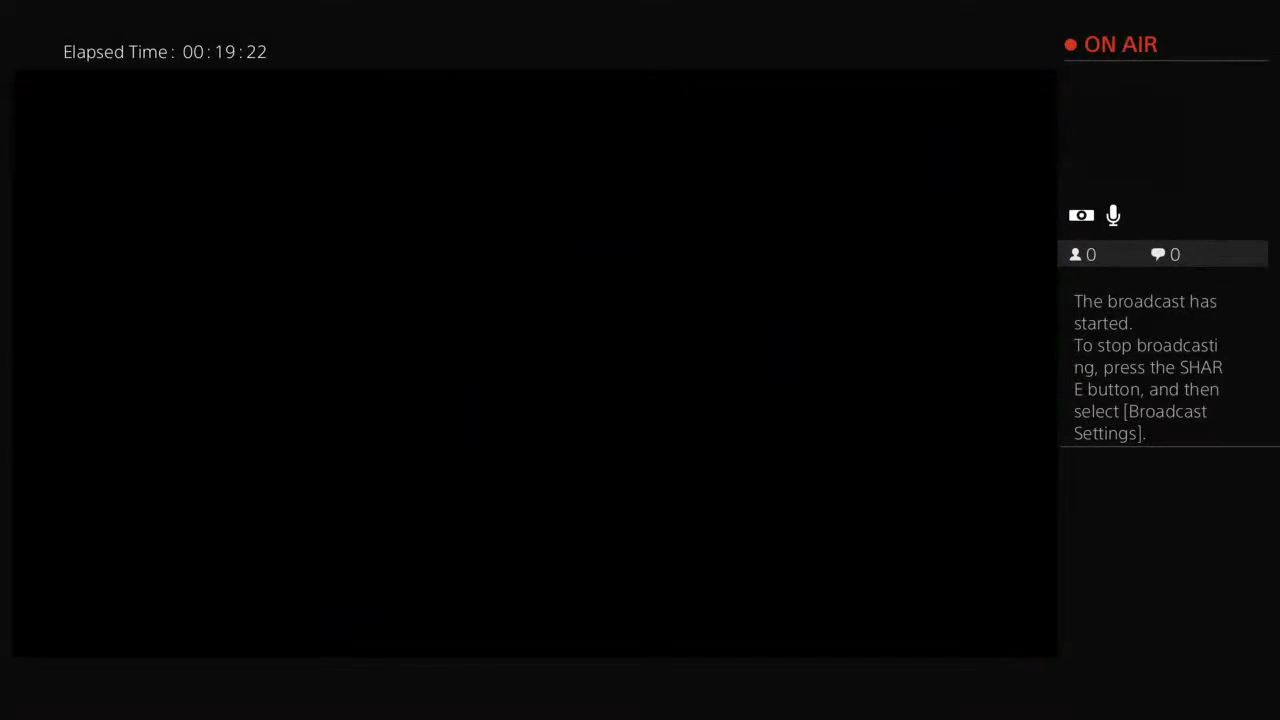 Elapsed Time: 00:19:22
ON AIR
0 0
The broadcast has
started.
To stop broadcasti
ng, press the SHAR
E button, and then
select [Broadcast
Settings].